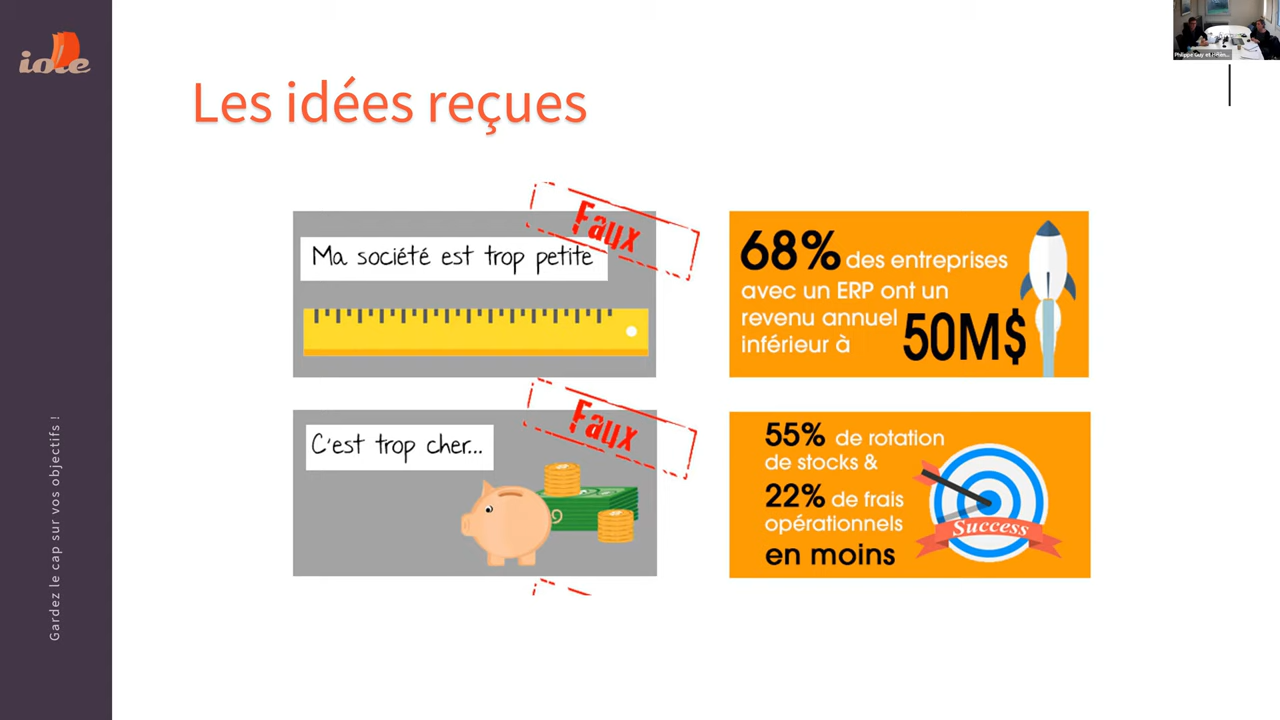 iole
Les idées reçues
Faux
Ma société est trop petite
68% des entreprises
avec un ERP ont un
revenu annuel
inférieur à 50M$
Faux
C'est trop cher...
55% de rotation
de stocks &
22% de frais
opérationnels
en moins
Success
Gardez le cap sur vos objectifs !